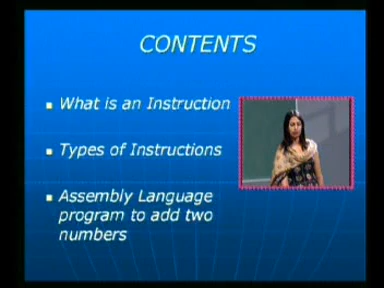 CONTENTS
What is an Instruction
Types of Instructions
Assembly Language
program to add two
numbers